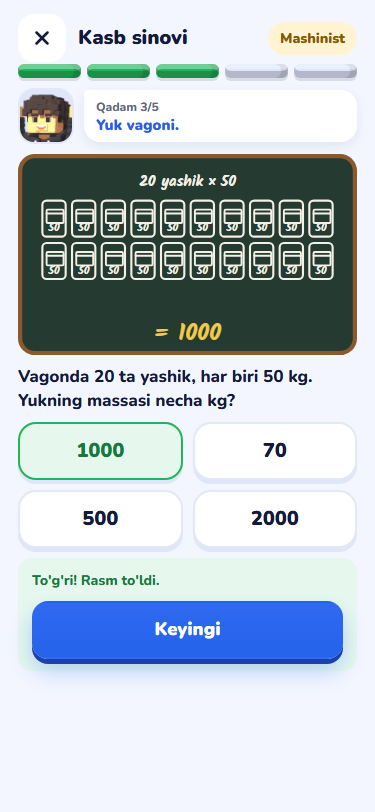 Kasb sinovi
Mashinist
Qadam 3/5
Yuk vagoni.
20 yashik × 50
50 50 50 50 50 50 50 50 50 50
50 50 50 50 50 50 50 50 50 50
= 1000
Vagonda 20 ta yashik, har biri 50 kg.
Yukning massasi necha kg?
1000 70
500 2000
To'g'ri! Rasm to'ldi.
Keyingi